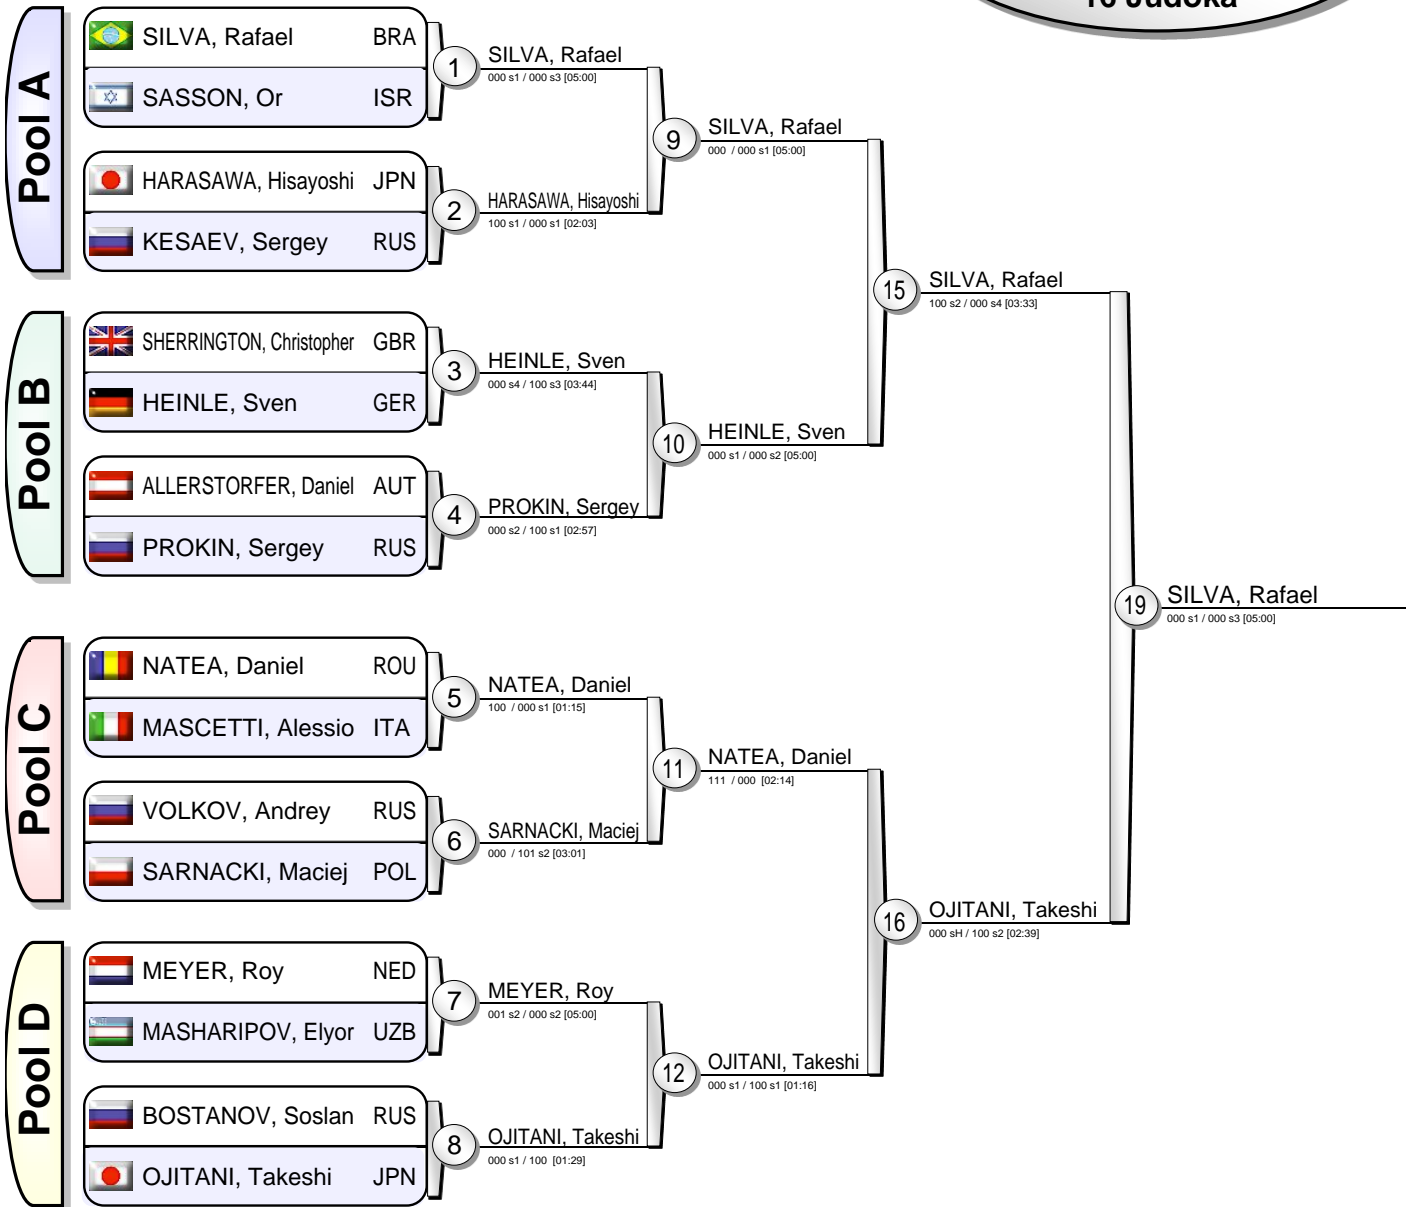 16 Judoka
Pool A
SILVA, Rafael BRA
SASSON, Or ISR
1
SILVA, Rafael
000 s1 / 000 s3 [05:00]
HARASAWA, Hisayoshi JPN
KESAEV, Sergey RUS
2
HARASAWA, Hisayoshi
100 s1 / 000 s1 [02:03]
9
SILVA, Rafael
000 / 000 s1 [05:00]
Pool B
SHERRINGTON, Christopher GBR
HEINLE, Sven GER
3
HEINLE, Sven
000 s4 / 100 s3 [03:44]
ALLERSTORFER, Daniel AUT
PROKIN, Sergey RUS
4
PROKIN, Sergey
000 s2 / 100 s1 [02:57]
10
HEINLE, Sven
000 s1 / 000 s2 [05:00]
15
SILVA, Rafael
100 s2 / 000 s4 [03:33]
Pool C
NATEA, Daniel ROU
MASCETTI, Alessio ITA
5
NATEA, Daniel
100 / 000 s1 [01:15]
VOLKOV, Andrey RUS
SARNACKI, Maciej POL
6
SARNACKI, Maciej
000 / 101 s2 [03:01]
11
NATEA, Daniel
111 / 000 [02:14]
Pool D
MEYER, Roy NED
MASHARIPOV, Elyor UZB
7
MEYER, Roy
001 s2 / 000 s2 [05:00]
BOSTANOV, Soslan RUS
OJITANI, Takeshi JPN
8
OJITANI, Takeshi
000 s1 / 100 [01:29]
12
OJITANI, Takeshi
000 s1 / 100 s1 [01:16]
16
OJITANI, Takeshi
000 sH / 100 s2 [02:39]
19
SILVA, Rafael
000 s1 / 000 s3 [05:00]